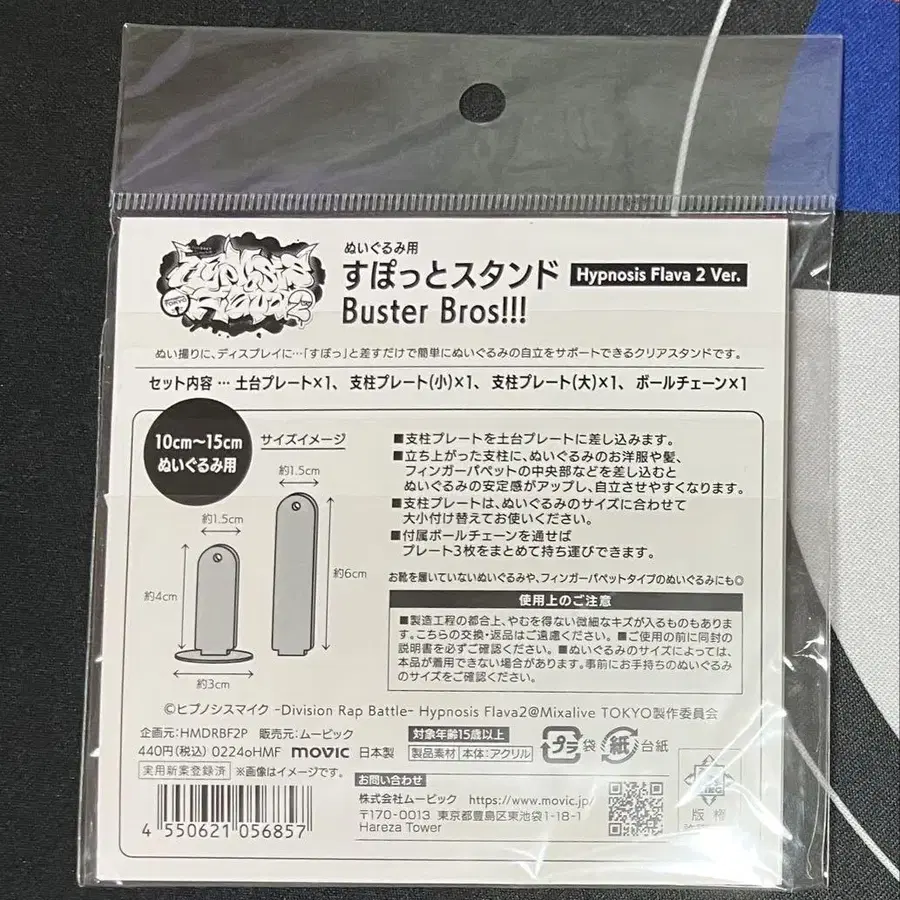 HYPNOSIS FLAVA 2
TOKYO
ぬいぐるみ用
すぽっとスタンド Hypnosis Flava 2 Ver.
Buster Bros!!!
ぬい撮りに、ディスプレイに…「すぽっ」と差すだけで簡単にぬいぐるみの自立をサポートできるクリアスタンドです。
セット内容 … 土台プレート×1、 支柱プレート(小)×1、 支柱プレート(大)×1、 ボールチェーン×1
10cm〜15cm
ぬいぐるみ用
サイズイメージ
約1.5cm
約1.5cm
約4cm
約6cm
約3cm
■支柱プレートを土台プレートに差し込みます。
■立ち上がった支柱に、ぬいぐるみのお洋服や髪、
フィンガーパペットの中央部などを差し込むと
ぬいぐるみの安定感がアップし、自立させやすくなります。
■支柱プレートは、ぬいぐるみのサイズに合わせて
大小付け替えてお使いください。
■付属ボールチェーンを通せば
プレート3枚をまとめて持ち運びできます。
お靴を履いていないぬいぐるみや、フィンガーパペットタイプのぬいぐるみにも◎
使用上のご注意
■製造工程の都合上、やむを得ない微細なキズが入るものもありま
す。こちらの交換・返品はご遠慮ください。■ご使用の前に同封の
説明書を必ずご確認ください。■ぬいぐるみのサイズによっては、
本品が着用できない場合があります。事前にお手持ちのぬいぐるみ
のサイズをご確認ください。
©ヒプノシスマイク -Division Rap Battle- Hypnosis Flava2@Mixalive TOKYO製作委員会
企画元:HMDRBF2P 販売元:ムービック
440円(税込) 0224oHMF movic 日本製
対象年齢15歳以上
製品素材 本体:アクリル
プラ 袋 紙 台紙
実用新案登録済 ※画像はイメージです。
4 550621 056857
お問い合わせ
株式会社ムービック https://www.movic.jp/
〒170-0013 東京都豊島区東池袋1-18-1
Hareza Tower
版権